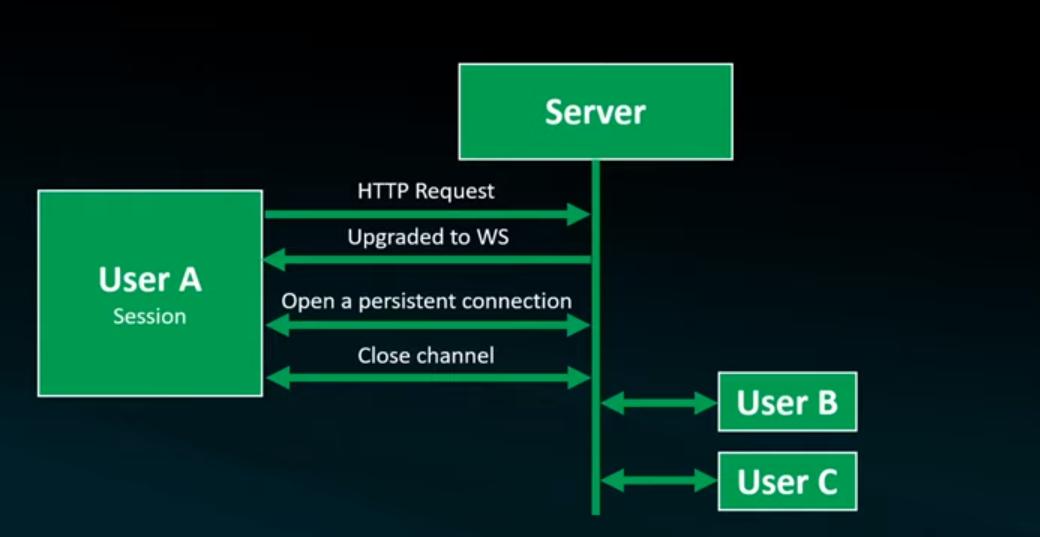 Server
HTTP Request
Upgraded to WS
User A
Session
Open a persistent connection
Close channel
User B
User C